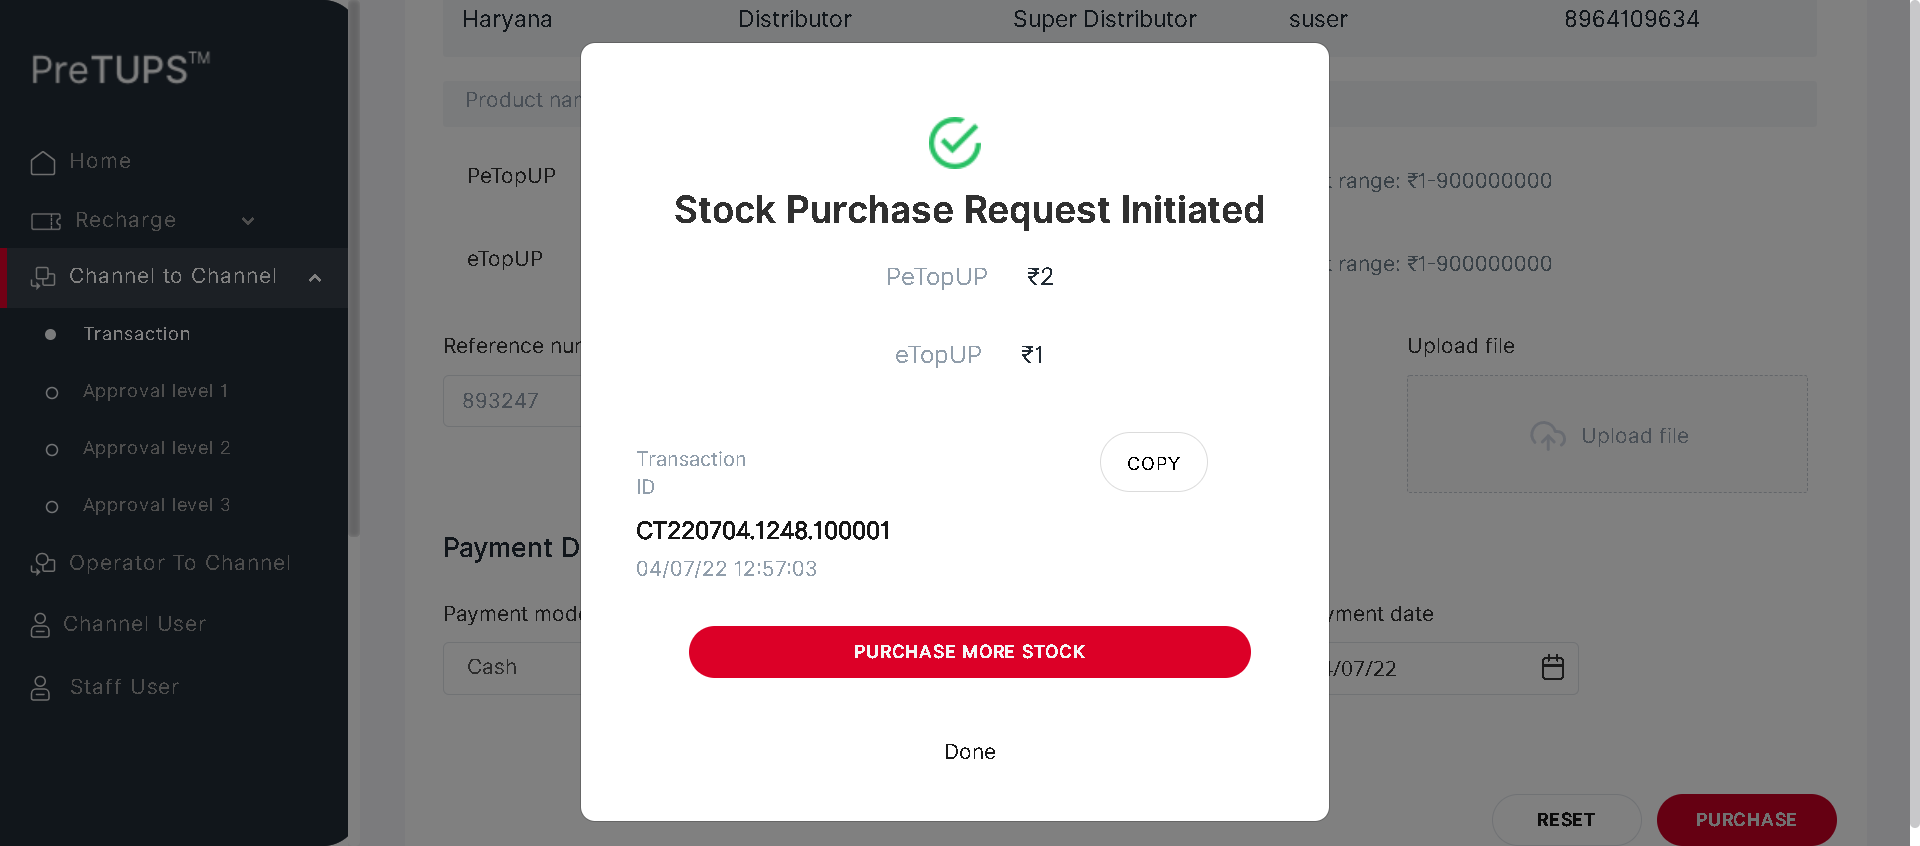 PreTUPS™
Home
Recharge
Channel to Channel
Transaction
Approval level 1
Approval level 2
Approval level 3
Operator To Channel
Channel User
Staff User
Haryana Distributor Super Distributor suser 8964109634
Product
PeTopUP range: ₹1-900000000
eTopUP range: ₹1-900000000
Reference Upload file
893247 Upload file
Payment
Payment date
Cash /07/22
RESET PURCHASE
Stock Purchase Request Initiated
PeTopUP ₹2
eTopUP ₹1
Transaction
ID
COPY
CT220704.1248.100001
04/07/22 12:57:03
PURCHASE MORE STOCK
Done